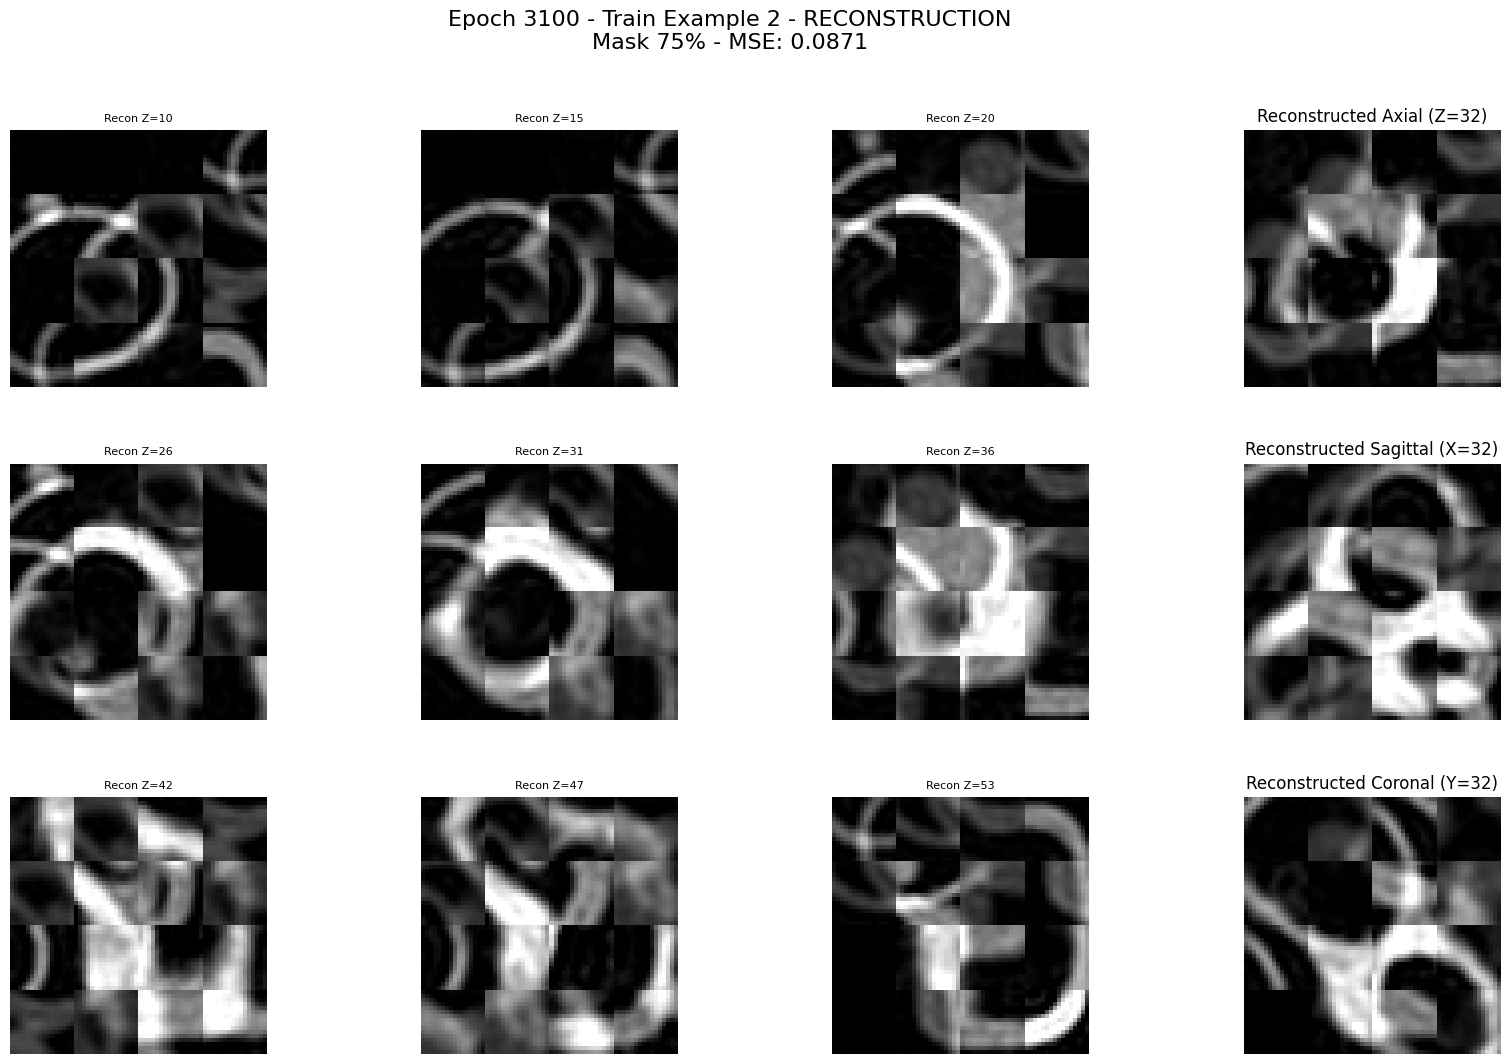 Epoch 3100 - Train Example 2 - RECONSTRUCTION
Mask 75% - MSE: 0.0871
Recon Z=10
Recon Z=15
Recon Z=20
Reconstructed Axial (Z=32)
Recon Z=26
Recon Z=31
Recon Z=36
Reconstructed Sagittal (X=32)
Recon Z=42
Recon Z=47
Recon Z=53
Reconstructed Coronal (Y=32)